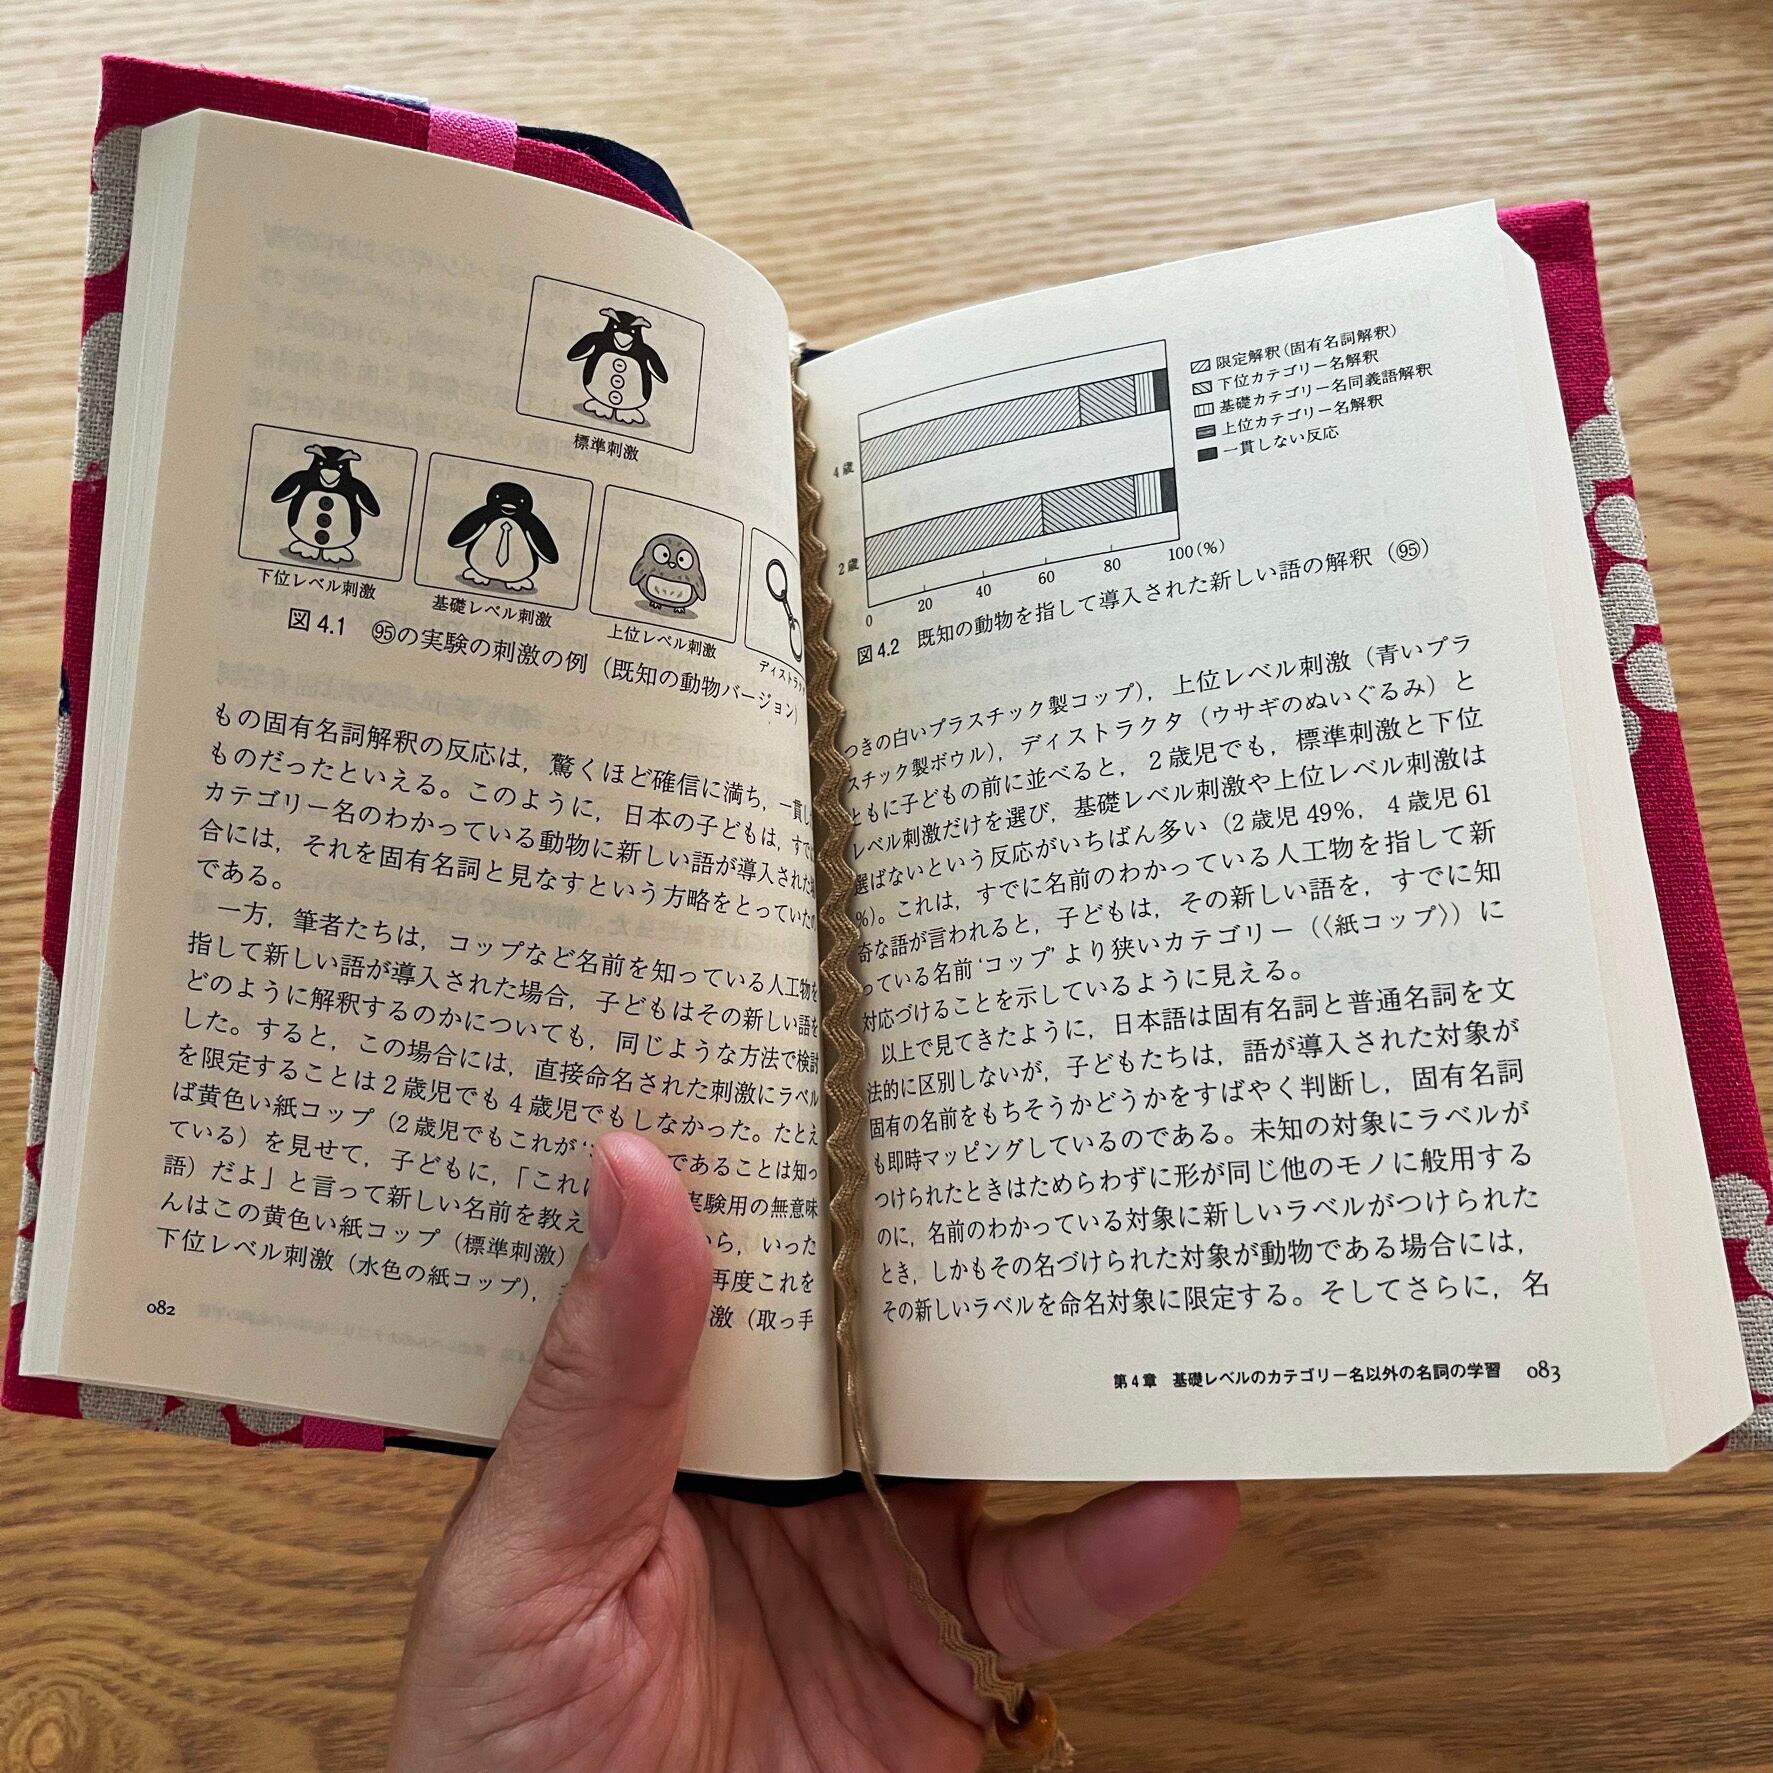 標準刺激
下位レベル刺激
基礎レベル刺激
上位レベル刺激
ディストラク
図 4.1 ㊺の実験の刺激の例（既知の動物バージョン）
もの固有名詞解釈の反応は，驚くほど確信に満ち，一貫し
ものだったといえる。このように，日本の子どもは，すで
カテゴリー名のわかっている動物に新しい語が導入された
合には，それを固有名詞と見なすという方略をとっていたの
である。
一方，筆者たちは，コップなど名前を知っている人工物を
指して新しい語が導入された場合，子どもはその新しい語を
どのように解釈するのかについても，同じような方法で検討
した。すると，この場合には，直接命名された刺激にラベル
を限定することは 2 歳児でも 4 歳児でもしなかった。たとえ
ば黄色い紙コップ（2 歳児でもこれが であることは知っ
ている）を見せて，子どもに，「これ 実験用の無意味
語）だよ」と言って新しい名前を教え から，いった
んはこの黄色い紙コップ（標準刺激） 再度これを
下位レベル刺激（水色の紙コップ）， 激（取っ手
082
4 歳
2 歳
0 20 40 60 80 100 (%)
限定解釈（固有名詞解釈）
下位カテゴリー名解釈
基礎カテゴリー名同義語解釈
上位カテゴリー名解釈
一貫しない反応
図 4.2 既知の動物を指して導入された新しい語の解釈（95）
つきの白いプラスチック製コップ），上位レベル刺激（青いプラ
スチック製ボウル），ディストラクタ（ウサギのぬいぐるみ）と
ともに子どもの前に並べると，2 歳児でも，標準刺激と下位
レベル刺激だけを選び，基礎レベル刺激や上位レベル刺激は
選ばないという反応がいちばん多い（2 歳児 49%，4 歳児 61
%）。これは，すでに名前のわかっている人工物を指して新
奇な語が言われると，子どもは，その新しい語を，すでに知
っている名前‘コップ’より狭いカテゴリー（〈紙コップ〉）に
対応づけることを示しているように見える。
以上で見てきたように，日本語は固有名詞と普通名詞を文
法的に区別しないが，子どもたちは，語が導入された対象が
固有の名前をもちそうかどうかをすばやく判断し，固有名詞
も即時マッピングしているのである。未知の対象にラベルが
つけられたときはためらわずに形が同じ他のモノに般用する
のに，名前のわかっている対象に新しいラベルがつけられた
とき，しかもその名づけられた対象が動物である場合には，
その新しいラベルを命名対象に限定する。そしてさらに，名
第 4 章 基礎レベルのカテゴリー名以外の名詞の学習 083